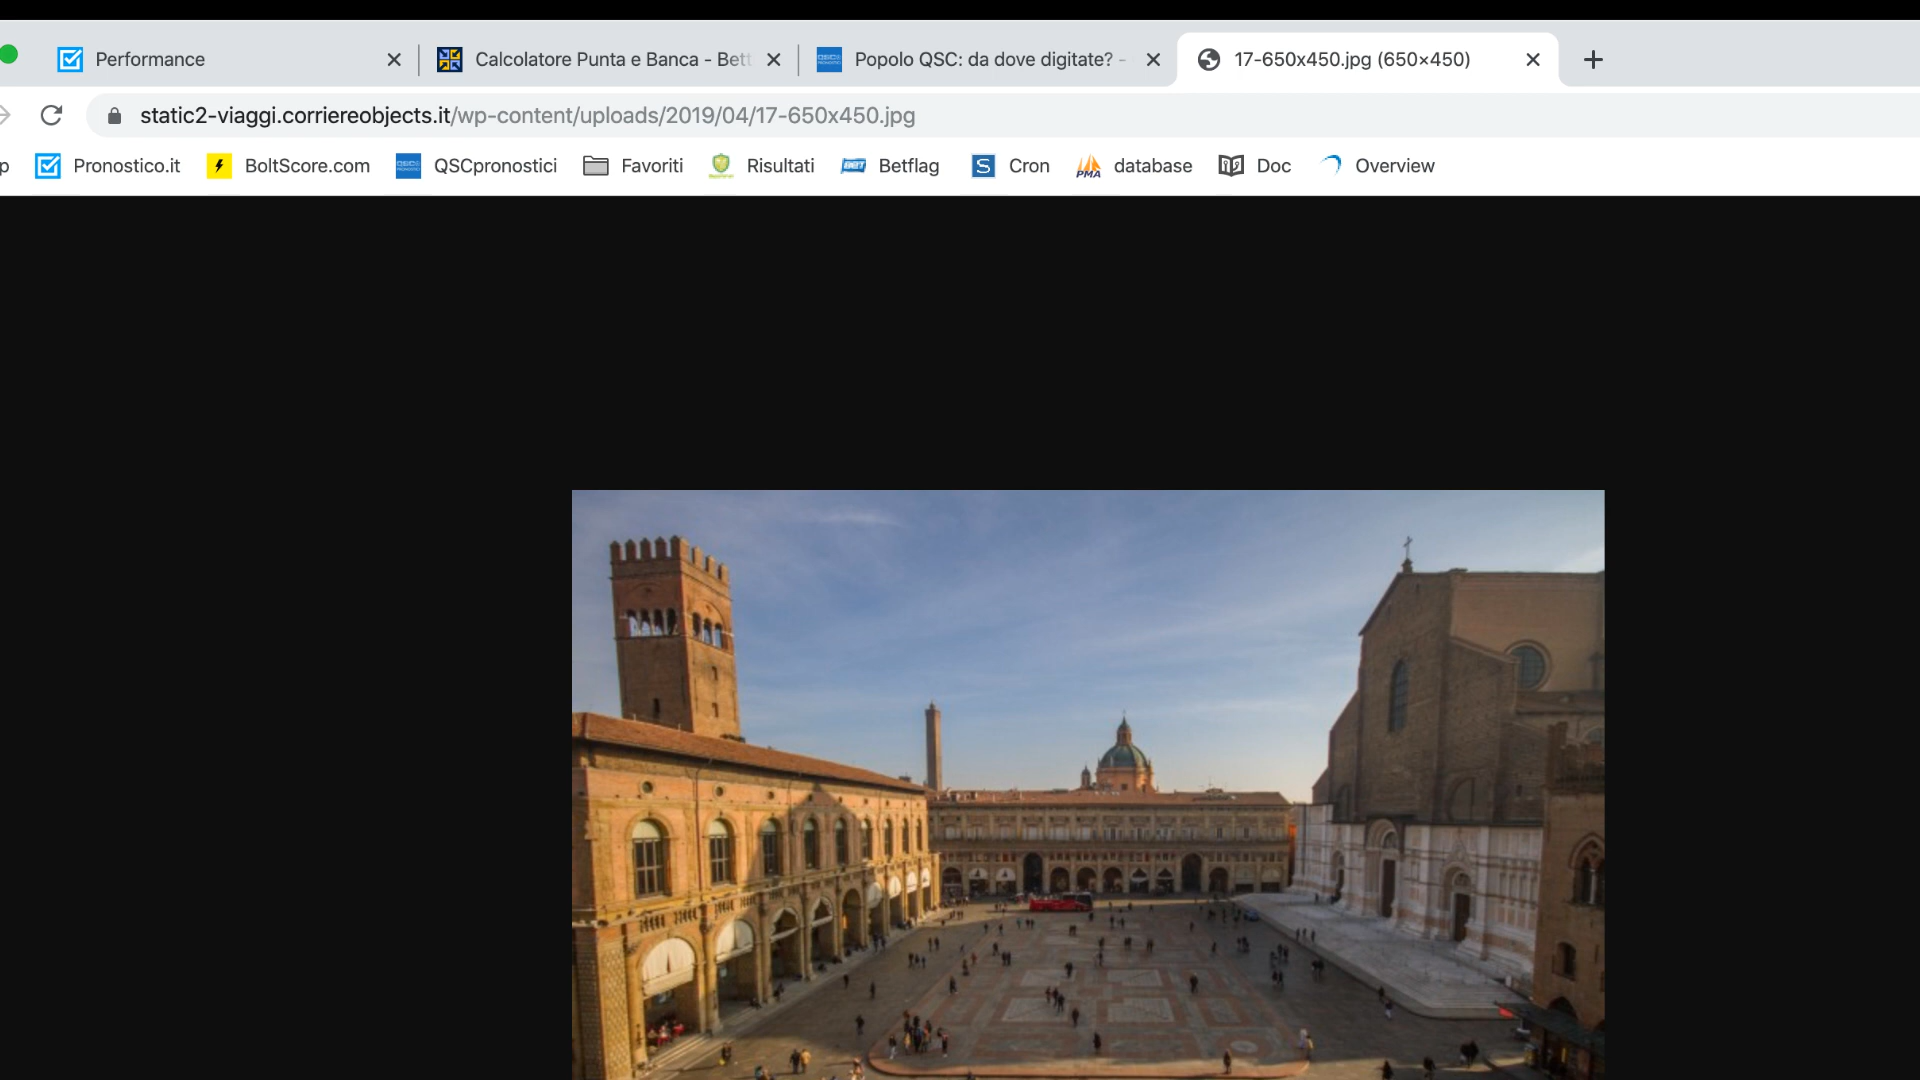 Performance
Calcolatore Punta e Banca - Bett
Popolo QSC: da dove digitate? -
17-650x450.jpg (650×450)
static2-viaggi.corriereobjects.it/wp-content/uploads/2019/04/17-650x450.jpg
p
Pronostico.it
BoltScore.com
QSCpronostici
Favoriti
Risultati
BET
Betflag
S
Cron
PMA
database
Doc
Overview